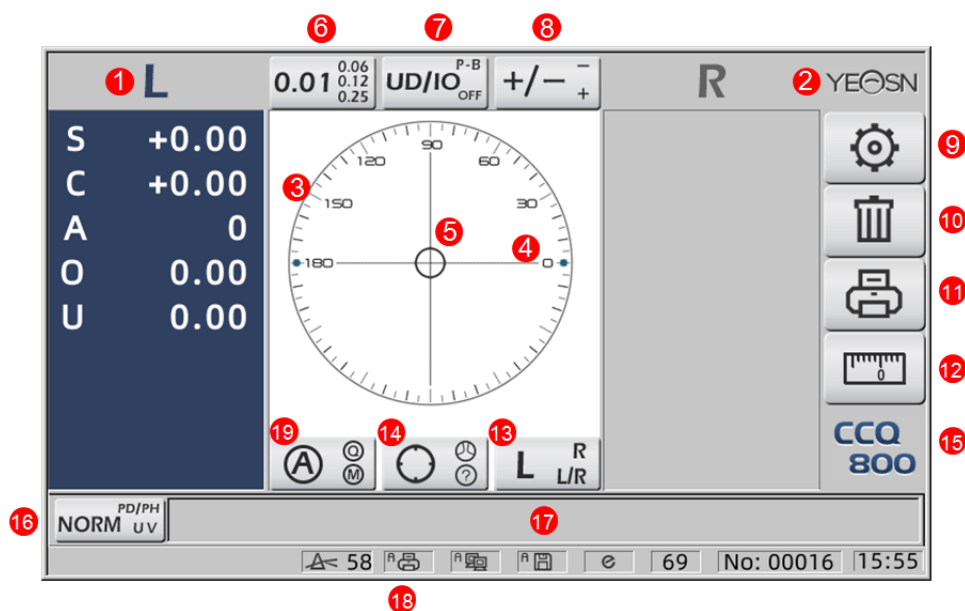 6 7 8
1 L
0.01 0.06 0.12 0.25
UD/IO P-B OFF
+/- - +
R
2 YEOSN
S +0.00
C +0.00
A 0
O 0.00
U 0.00
90
120 60
3
150 30
5
4
180 0
9
10
11
0
12
19 A Q M
14 ?
13 L R L/R
CCQ
800
15
16 NORM PD/PH UV
17
58 A A A e 69 No: 00016 15:55
18